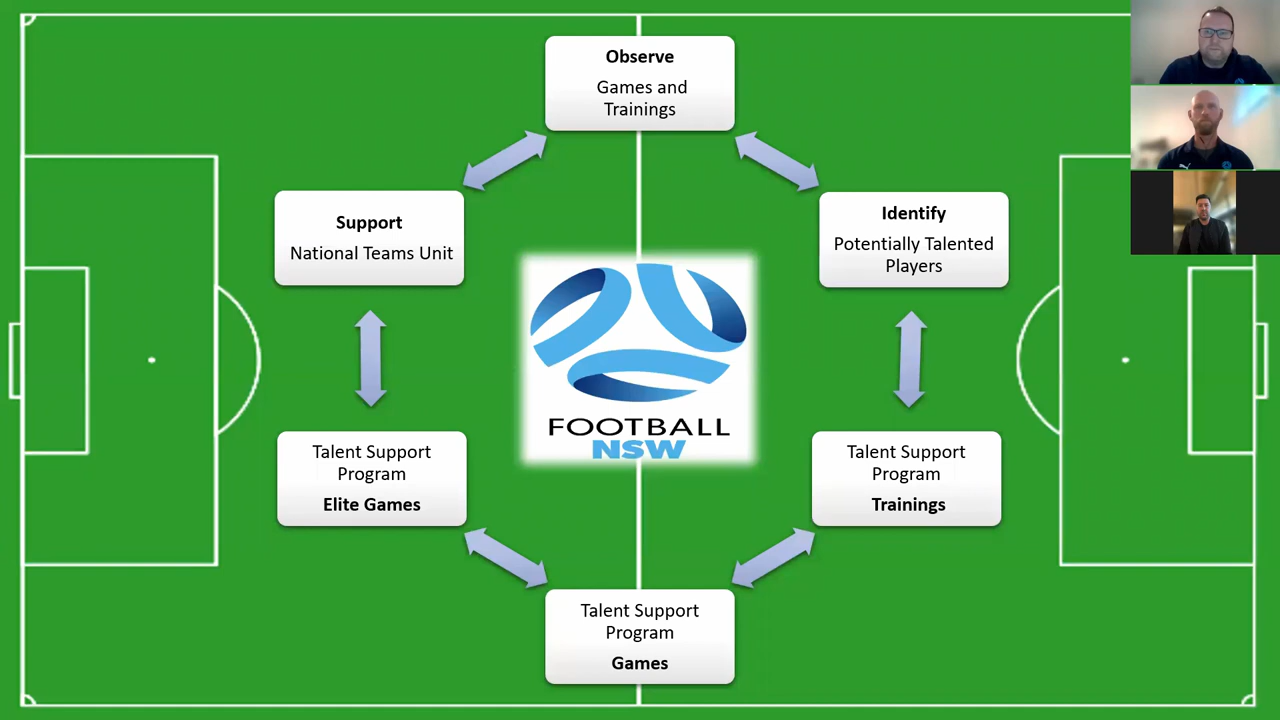 Observe
Games and
Trainings
Support
National Teams Unit
Identify
Potentially Talented
Players
FOOTBALL
NSW
Talent Support
Program
Elite Games
Talent Support
Program
Trainings
Talent Support
Program
Games